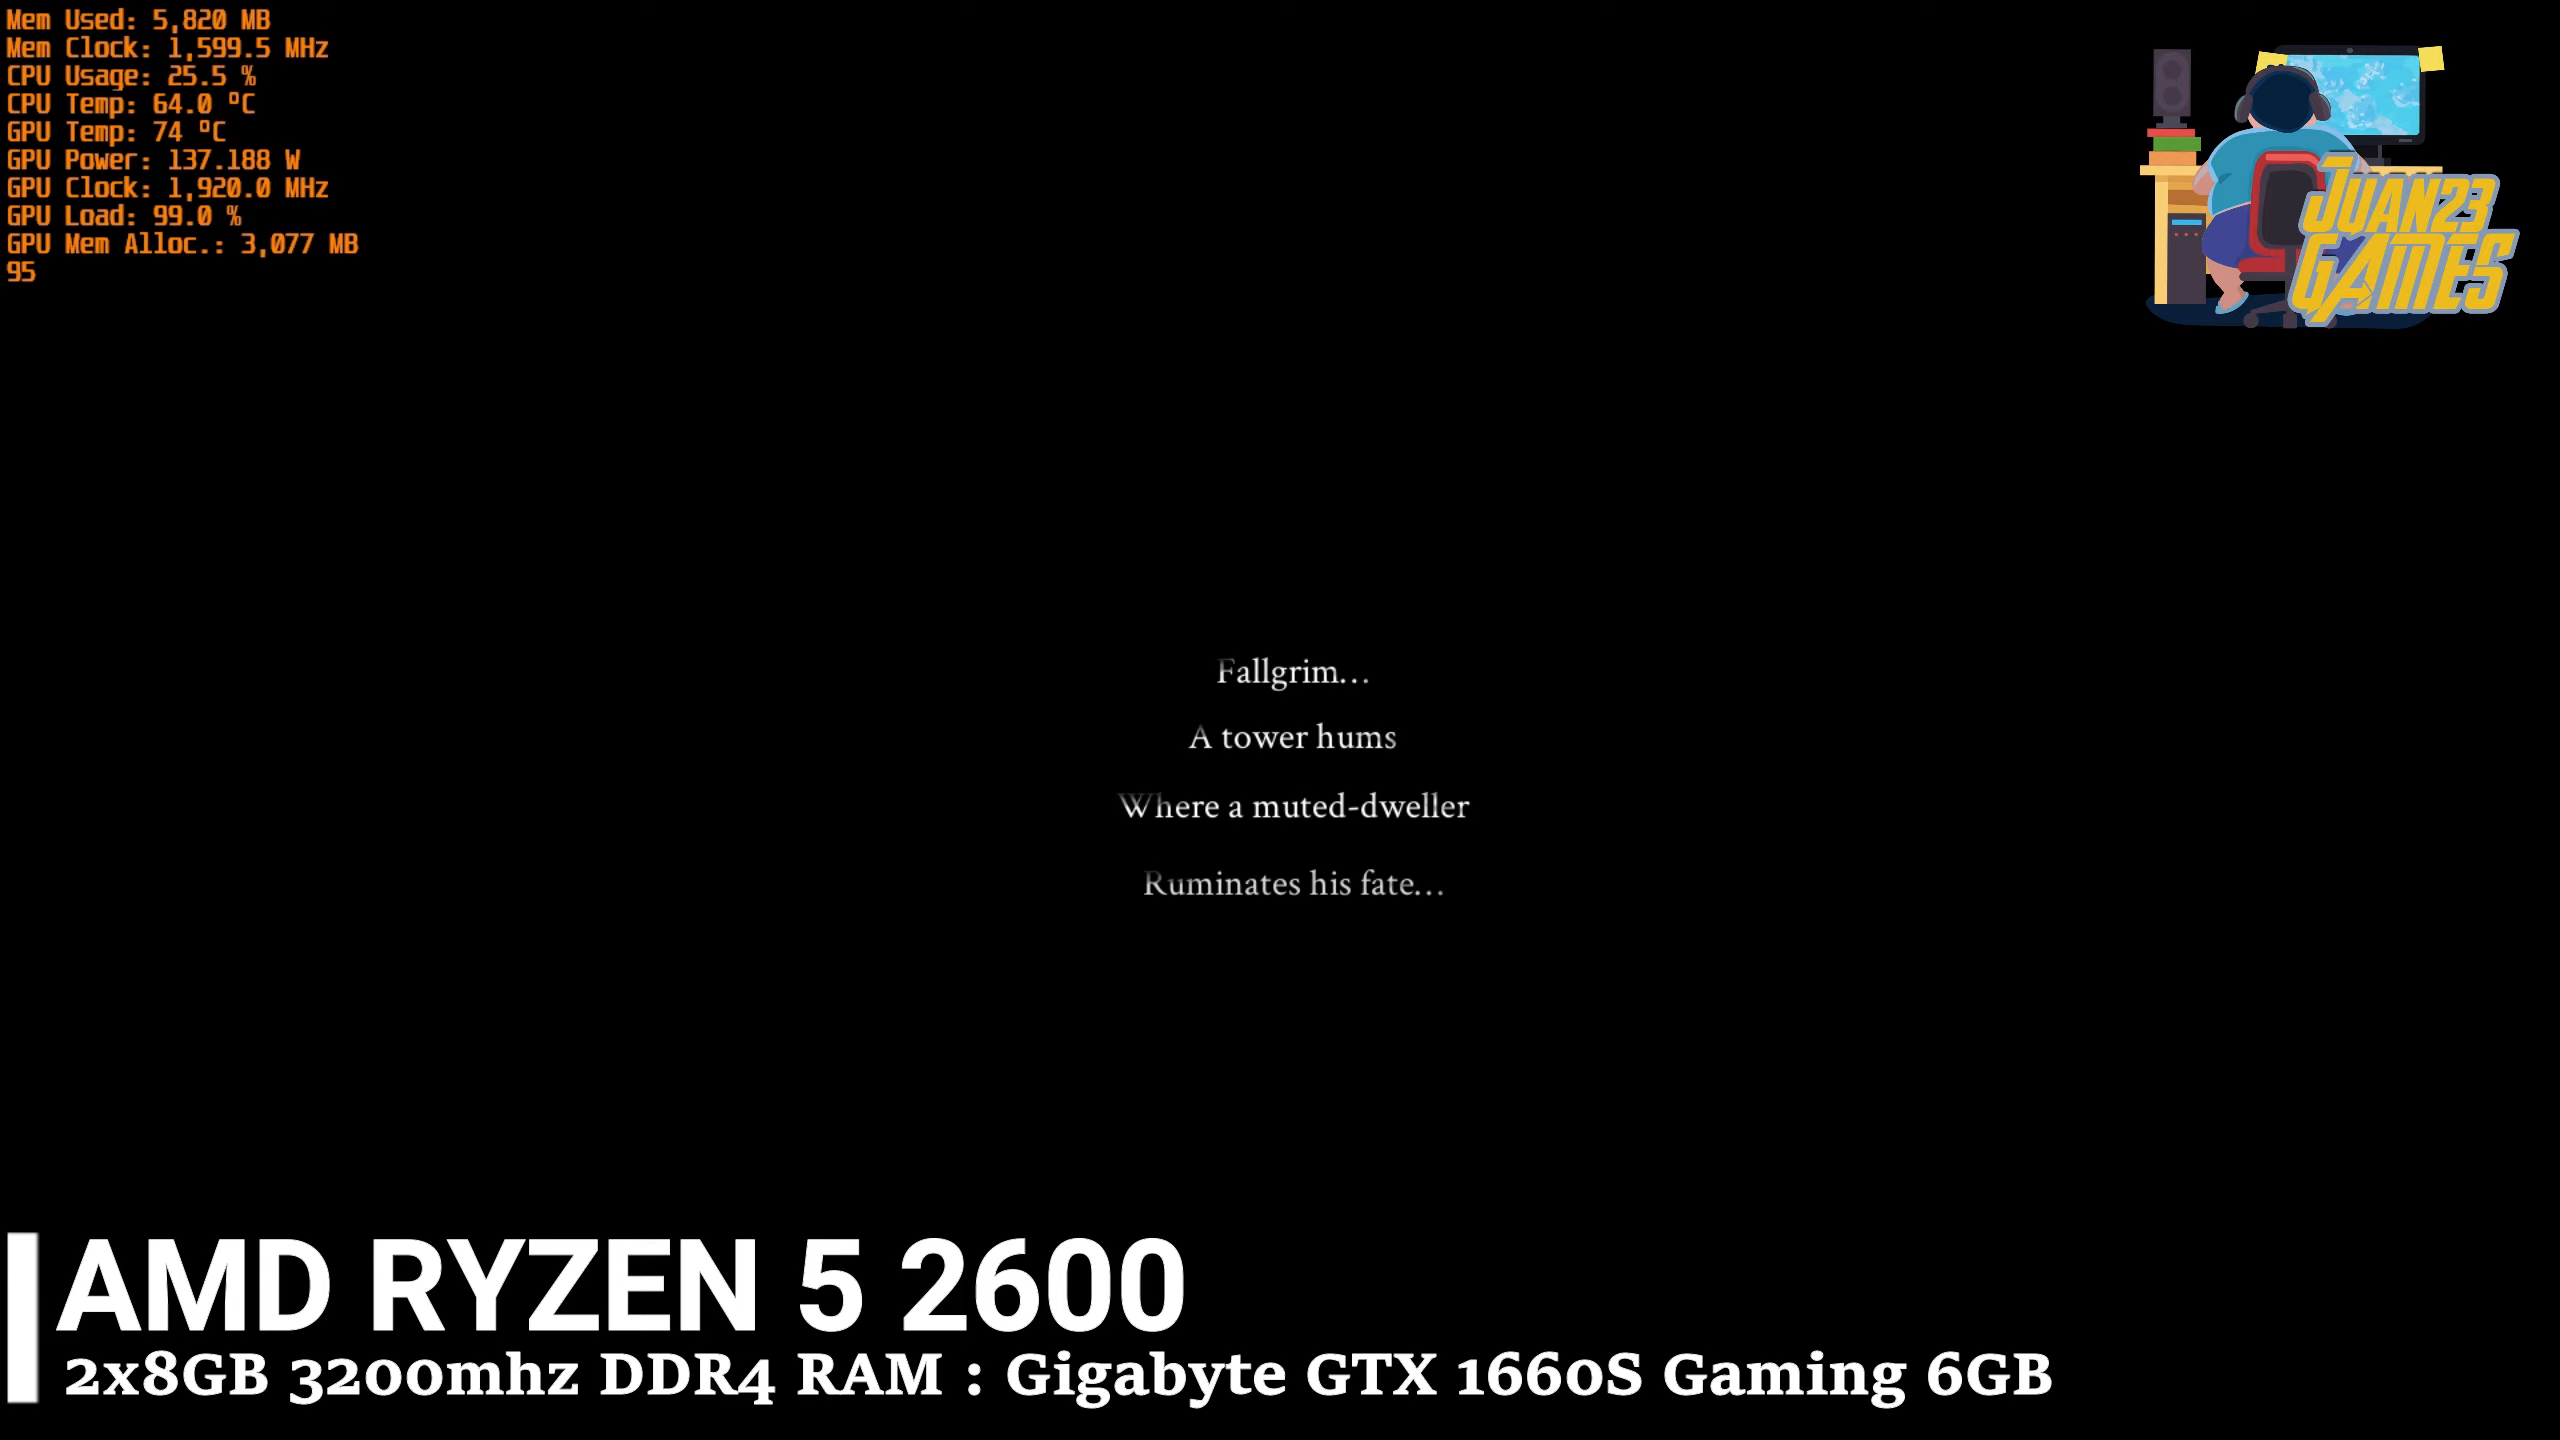 Mem Used: 5,820 MB
Mem Clock: 1,599.5 MHz
CPU Usage: 25.5 %
CPU Temp: 64.0 ºC
GPU Temp: 74 ºC
GPU Power: 137.188 W
GPU Clock: 1,920.0 MHz
GPU Load: 99.0 %
GPU Mem Alloc.: 3,077 MB
95
JUAN23
GAMES
Fallgrim...
A tower hums
Where a muted-dweller
Ruminates his fate...
AMD RYZEN 5 2600
2x8GB 3200mhz DDR4 RAM : Gigabyte GTX 1660S Gaming 6GB